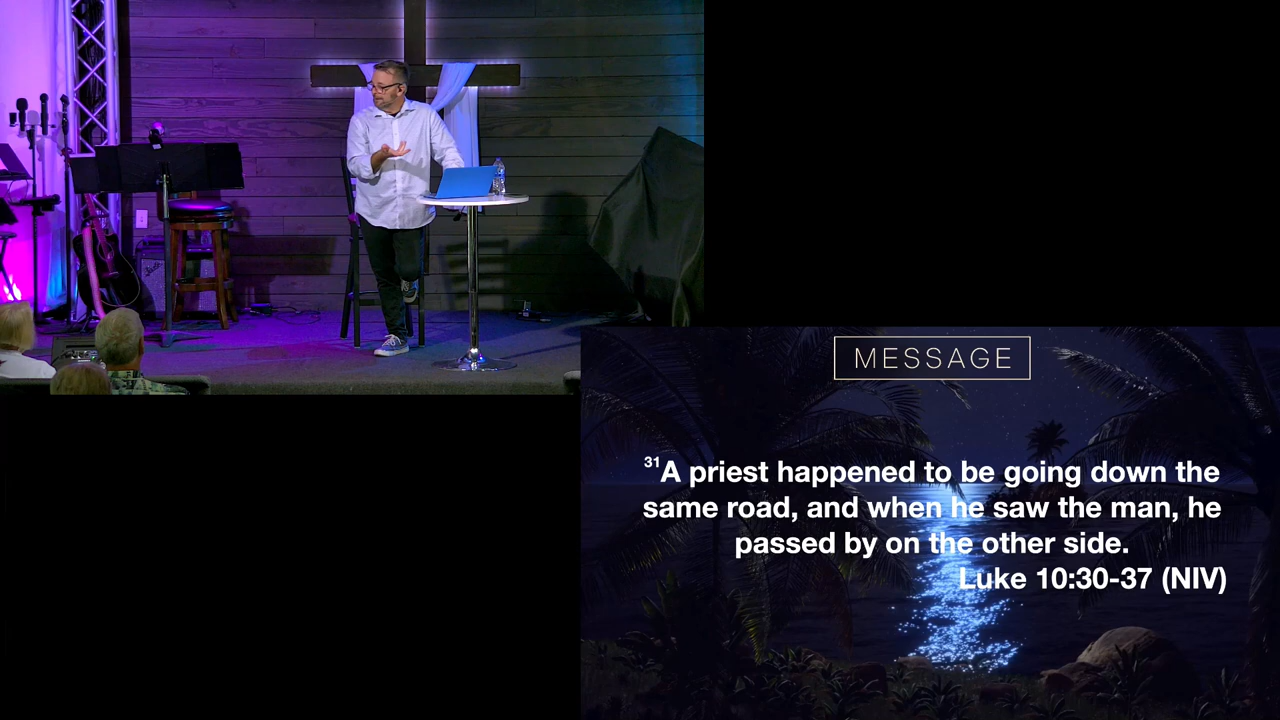 MESSAGE
31A priest happened to be going down the
same road, and when he saw the man, he
passed by on the other side.
Luke 10:30-37 (NIV)